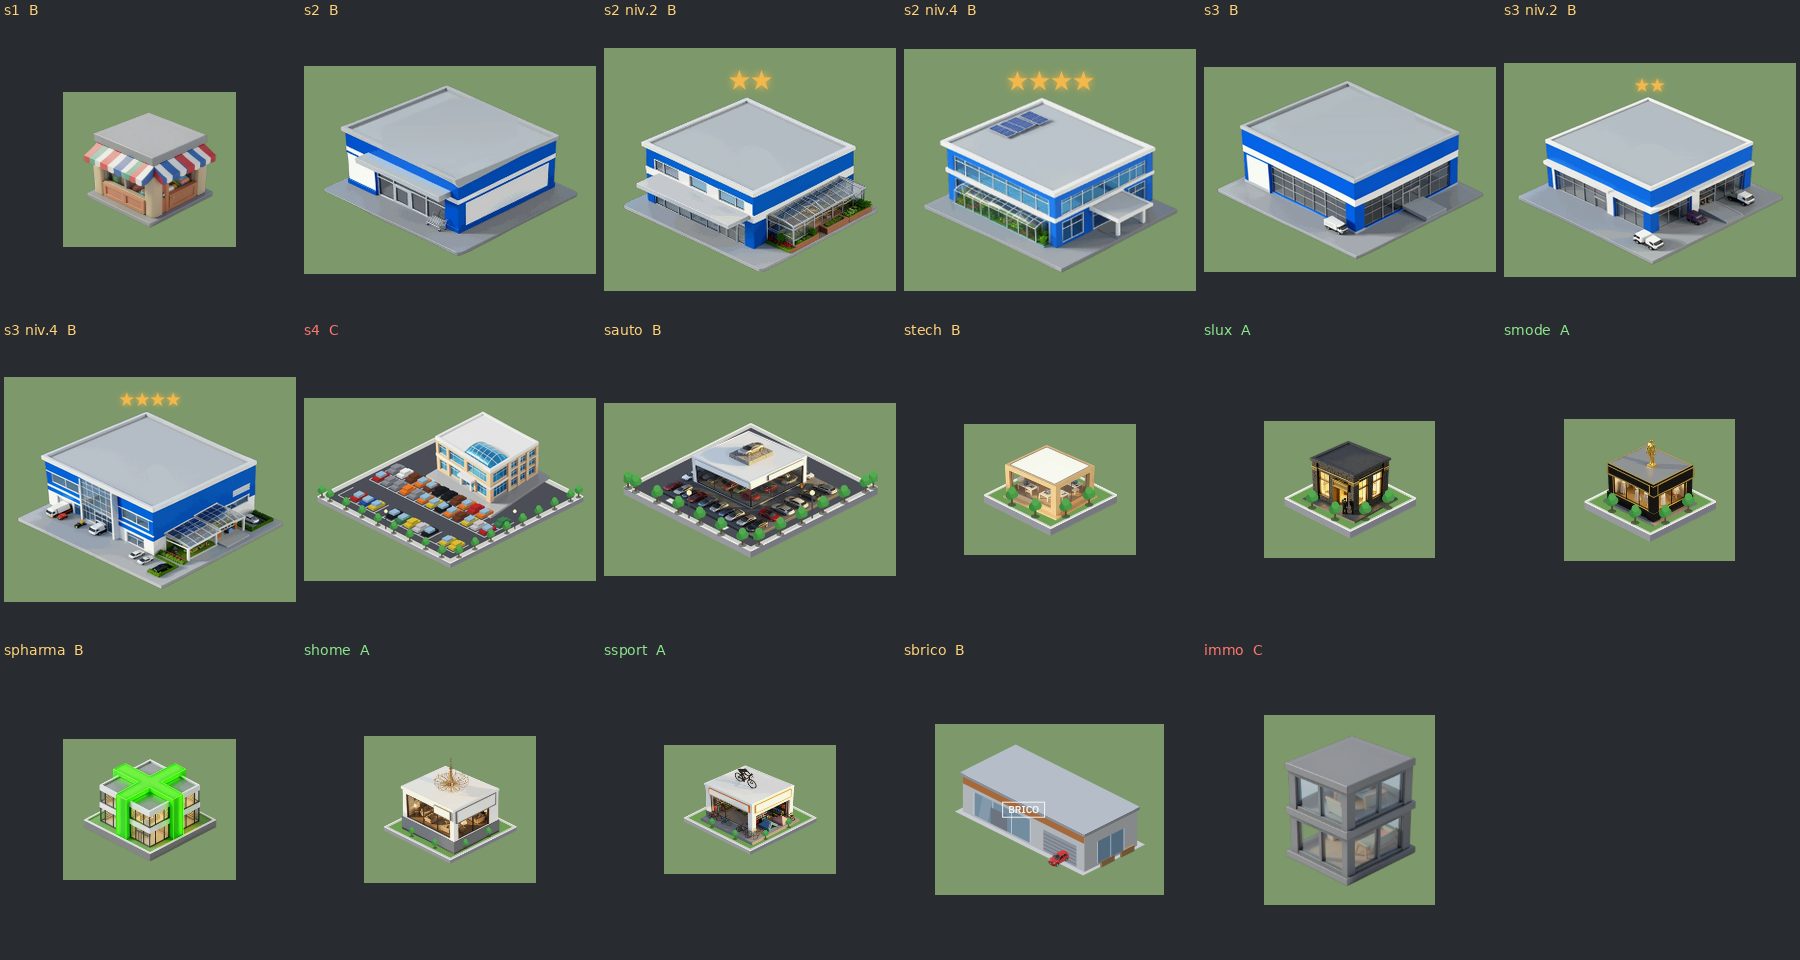 s1 B
s2 B
s2 niv.2 B
s2 niv.4 B
s3 B
s3 niv.2 B
s3 niv.4 B
s4 C
sauto B
stech B
slux A
smode A
spharma B
shome A
ssport A
sbrico B
immo C
BRICO